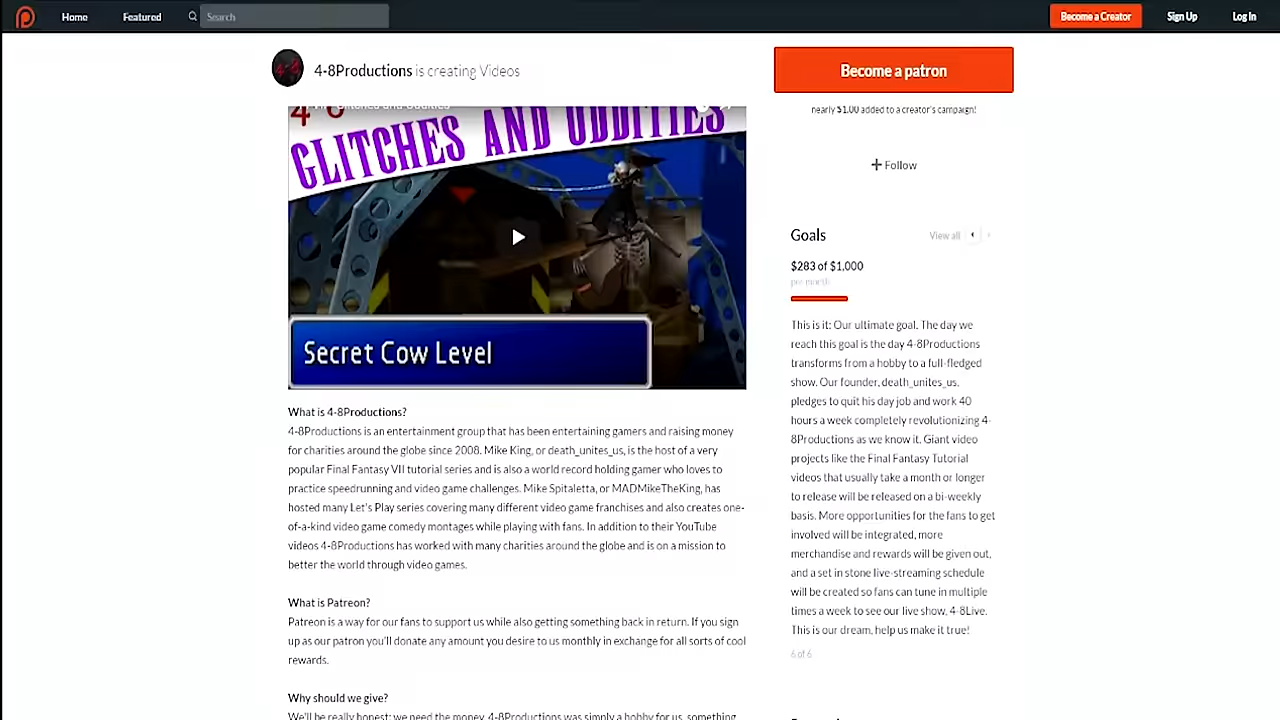 Home
Featured
Search
Become a Creator
Sign Up
Log In
4-8
4-8Productions is creating Videos
Become a patron
nearly $1.00 added to a creator's campaign!
Follow
Glitches and Oddities
4-8
GLITCHES AND ODDITIES
Secret Cow Level
Goals
View all
$283 of $1,000
per month
This is it: Our ultimate goal. The day we
reach this goal is the day 4-8Productions
transforms from a hobby to a full-fledged
show. Our founder, death_unites_us,
pledges to quit his day job and work 40
hours a week completely revolutionizing 4-
8Productions as we know it. Giant video
projects like the Final Fantasy Tutorial
videos that usually take a month or longer
to release will be released on a bi-weekly
basis. More opportunities for the fans to get
involved will be integrated, more
merchandise and rewards will be given out,
and a set in stone live-streaming schedule
will be created so fans can tune in multiple
times a week to see our live show, 4-8Live.
This is our dream, help us make it true!
6 of 6
What is 4-8Productions?
4-8Productions is an entertainment group that has been entertaining gamers and raising money
for charities around the globe since 2008. Mike King, or death_unites_us, is the host of a very
popular Final Fantasy VII tutorial series and is also a world record holding gamer who loves to
practice speedrunning and video game challenges. Mike Spitaletta, or MADMikeTheKing, has
hosted many Let's Play series covering many different video game franchises and also creates one-
of-a-kind video game comedy montages while playing with fans. In addition to their YouTube
videos 4-8Productions has worked with many charities around the globe and is on a mission to
better the world through video games.
What is Patreon?
Patreon is a way for our fans to support us while also getting something back in return. If you sign
up as our patron you'll donate any amount you desire to us monthly in exchange for all sorts of cool
rewards.
Why should we give?
We'll be really honest: we need the money. 4-8Productions was simply a hobby for us, something